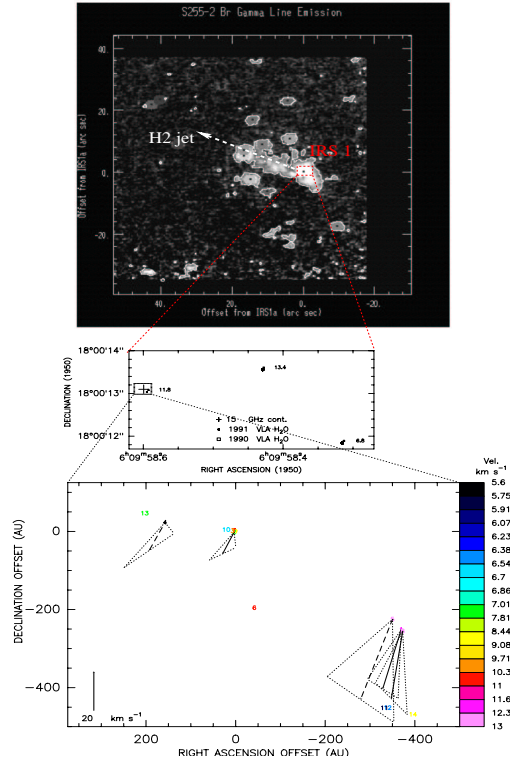 S255-2 Br Gamma Line Emission
40.
20.
0.
-20.
Offset from IRS1a (arc sec)
H2 jet
IRS 1
40.
20.
0.
-20.
Offset from IRS1a (arc sec)
18°00'14"
18°00'13"
18°00'12"
DECLINATION (1950)
13.4
11.8
6.8
15 GHz cont.
1991 VLA H₂O
1990 VLA H₂O
6ʰ09ᵐ58ˢ.6
58ˢ.4
RIGHT ASCENSION (1950)
Vel.
km s⁻¹
5.6
5.75
5.91
6.07
6.23
6.38
6.54
6.7
6.86
7.01
7.81
8.44
9.08
9.71
10.3
11
11.6
12.3
13
0
-200
-400
DECLINATION OFFSET (AU)
13
10
6
11
12
20 km s⁻¹
200
0
-200
-400
RIGHT ASCENSION OFFSET (AU)